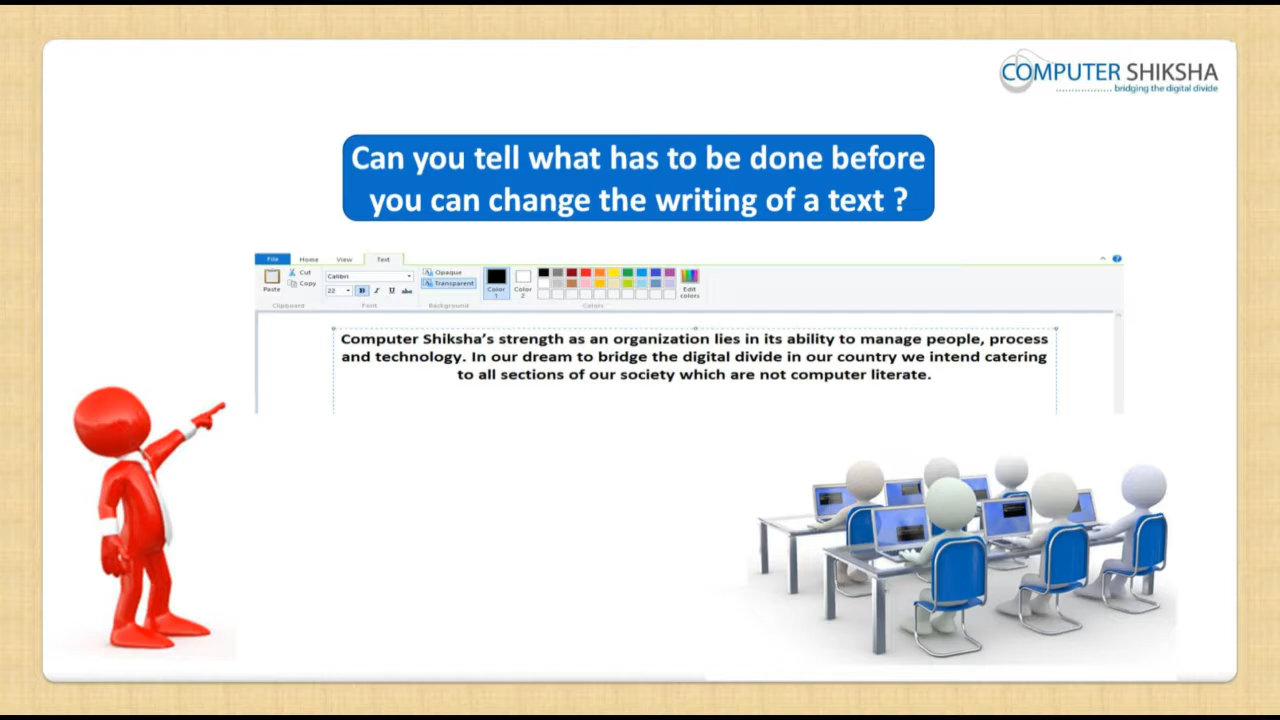 COMPUTER SHIKSHA
bridging the digital divide
Can you tell what has to be done before
you can change the writing of a text ?
File Home View Text
Paste
Cut
Copy
Clipboard
Calibri
22 B I U abc
Font
Opaque
Transparent
Background
Color 1
Color 2
Edit colors
Colors
Computer Shiksha's strength as an organization lies in its ability to manage people, process
and technology. In our dream to bridge the digital divide in our country we intend catering
to all sections of our society which are not computer literate.